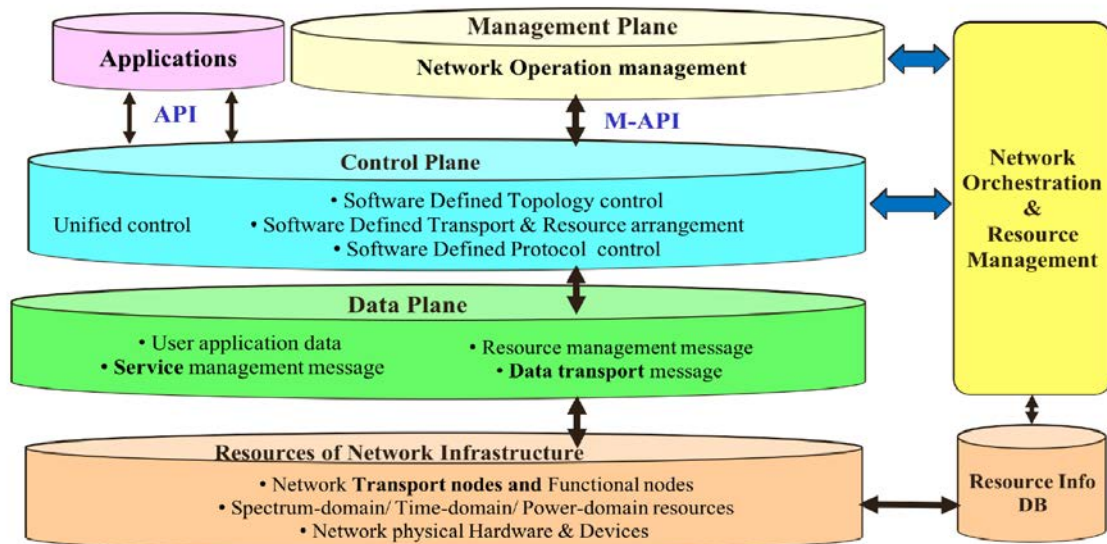 Applications
Management Plane
Network Operation management
API
M-API
Control Plane
Unified control
• Software Defined Topology control
• Software Defined Transport & Resource arrangement
• Software Defined Protocol control
Data Plane
• User application data
• Service management message
• Resource management message
• Data transport message
Resources of Network Infrastructure
• Network Transport nodes and Functional nodes
• Spectrum-domain/ Time-domain/ Power-domain resources
• Network physical Hardware & Devices
Network
Orchestration
&
Resource
Management
Resource Info
DB